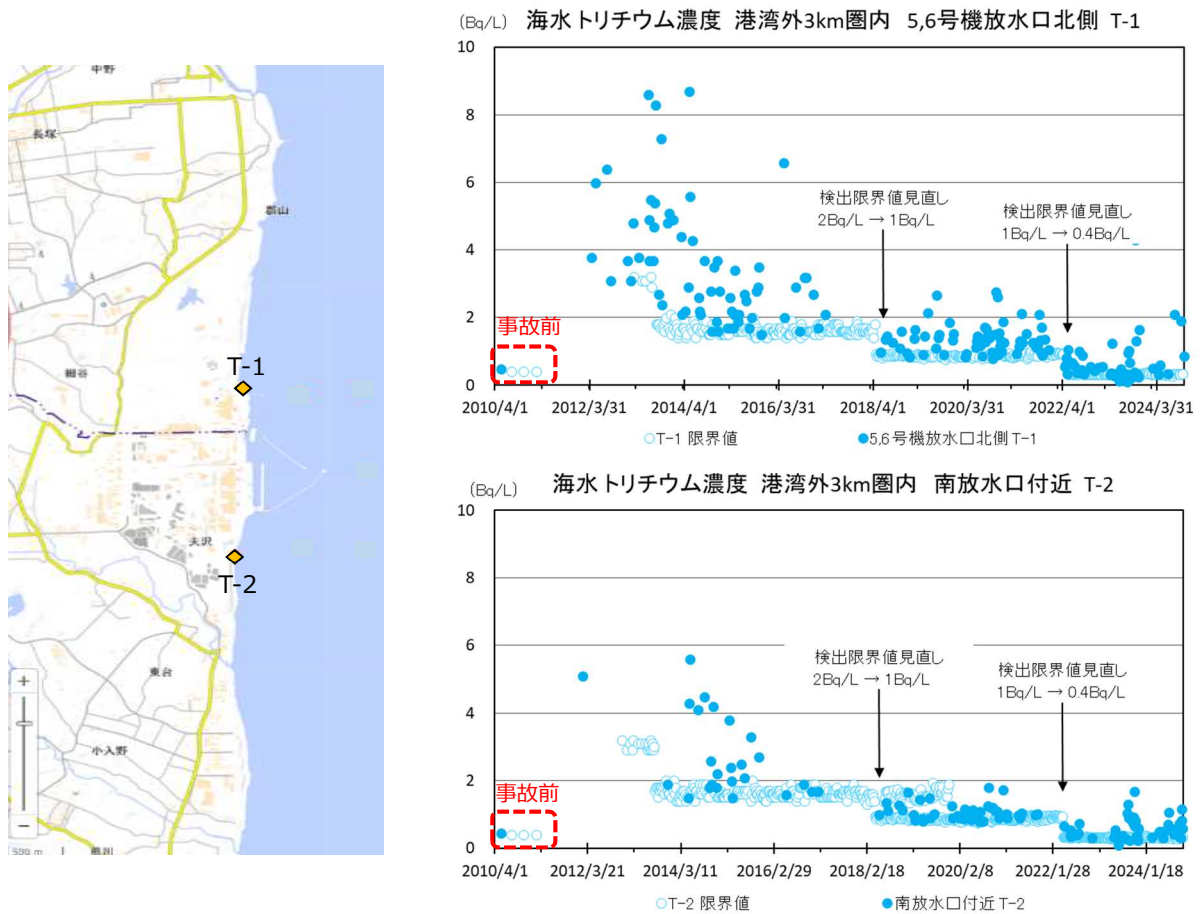 中野
長塚
郡山
細谷
T-1
夫沢
T-2
東台
小入野
熊川
+
−
500 m
(Bq/L) 海水トリチウム濃度 港湾外3km圏内 5,6号機放水口北側 T-1
10
8
6
4
2
0
検出限界値見直し
2Bq/L → 1Bq/L
検出限界値見直し
1Bq/L → 0.4Bq/L
事故前
2010/4/1 2012/3/31 2014/4/1 2016/3/31 2018/4/1 2020/3/31 2022/4/1 2024/3/31
T-1 限界値 5,6号機放水口北側 T-1
(Bq/L) 海水トリチウム濃度 港湾外3km圏内 南放水口付近 T-2
10
8
6
4
2
0
検出限界値見直し
2Bq/L → 1Bq/L
検出限界値見直し
1Bq/L → 0.4Bq/L
事故前
2010/4/1 2012/3/21 2014/3/11 2016/2/29 2018/2/18 2020/2/8 2022/1/28 2024/1/18
T-2 限界値 南放水口付近 T-2